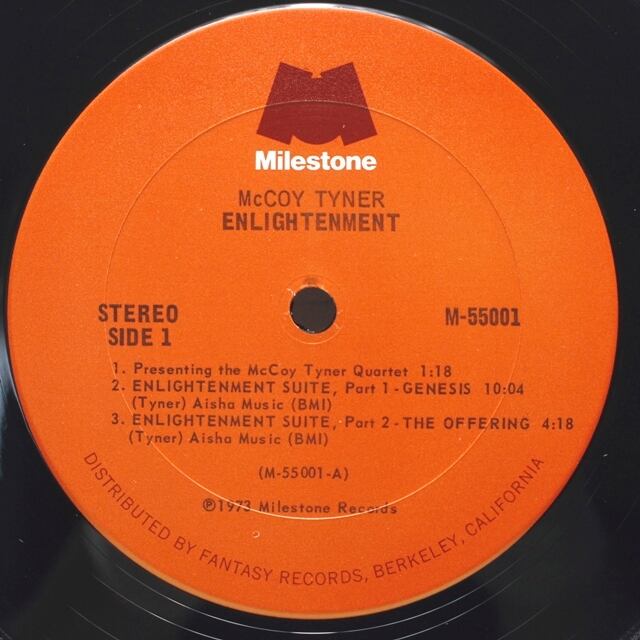 Milestone
McCOY TYNER
ENLIGHTENMENT
STEREO
SIDE 1
M-55001
1. Presenting the McCoy Tyner Quartet 1:18
2. ENLIGHTENMENT SUITE, Part 1 - GENESIS 10:04
(Tyner) Aisha Music (BMI)
3. ENLIGHTENMENT SUITE, Part 2 - THE OFFERING 4:18
(Tyner) Aisha Music (BMI)
(M-55001-A)
℗1973 Milestone Records
DISTRIBUTED BY FANTASY RECORDS, BERKELEY, CALIFORNIA